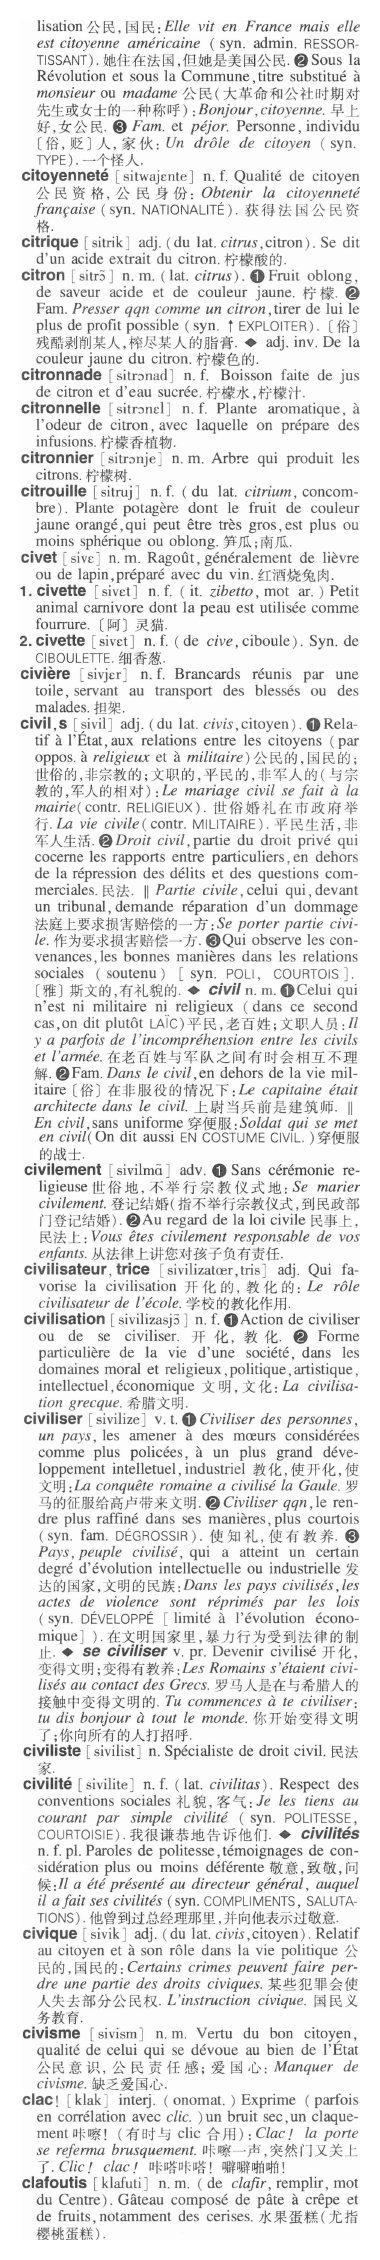 lisation 公民,国民:Elle vit en France mais elle
est citoyenne américaine (syn. admin. RESSOR-
TISSANT). 她住在法国,但她是美国公民. ❷ Sous la
Révolution et sous la Commune, titre substitué à
monsieur ou madame 公民(大革命和公社时期对
先生或女士的一种称呼):Bonjour, citoyenne. 早上
好,女公民. ❸ Fam. et péjor. Personne, individu
〔俗,贬〕人,家伙:Un drôle de citoyen (syn.
TYPE). 一个怪人.
citoyenneté [sitwajɛnte] n. f. Qualité de citoyen
公民资格,公民身份:Obtenir la citoyenneté
française (syn. NATIONALITÉ). 获得法国公民资
格.
citrique [sitrik] adj. (du lat. citrus, citron). Se dit
d'un acide extrait du citron. 柠檬酸的.
citron [sitrɔ̃] n. m. (lat. citrus). ❶ Fruit oblong,
de saveur acide et de couleur jaune. 柠檬. ❷
Fam. Presser qqn comme un citron, tirer de lui le
plus de profit possible (syn. ↑ EXPLOITER). 〔俗〕
残酷剥削某人,榨尽某人的脂膏. ◆ adj. inv. De la
couleur jaune du citron. 柠檬色的.
citronnade [sitrɔnad] n. f. Boisson faite de jus
de citron et d'eau sucrée. 柠檬水,柠檬汁.
citronnelle [sitrɔnɛl] n. f. Plante aromatique, à
l'odeur de citron, avec laquelle on prépare des
infusions. 柠檬香植物.
citronnier [sitrɔnje] n. m. Arbre qui produit les
citrons. 柠檬树.
citrouille [sitruj] n. f. (du lat. citrium, concom-
bre). Plante potagère dont le fruit de couleur
jaune orangé, qui peut être très gros, est plus ou
moins sphérique ou oblong. 笋瓜;南瓜.
civet [sivɛ] n. m. Ragoût, généralement de lièvre
ou de lapin, préparé avec du vin. 红酒烧兔肉.
1. civette [sivɛt] n. f. (it. zibetto, mot ar.) Petit
animal carnivore dont la peau est utilisée comme
fourrure. 〔阿〕灵猫.
2. civette [sivɛt] n. f. (de cive, ciboule). Syn. de
CIBOULETTE. 细香葱.
civière [sivjɛr] n. f. Brancards réunis par une
toile, servant au transport des blessés ou des
malades. 担架.
civil, s [sivil] adj. (du lat. civis, citoyen). ❶ Rela-
tif à l'État, aux relations entre les citoyens (par
oppos. à religieux et à militaire)公民的,国民的;
世俗的,非宗教的;文职的,平民的,非军人的(与宗
教的,军人的相对):Le mariage civil se fait à la
mairie(contr. RELIGIEUX). 世俗婚礼在市政府举
行. La vie civile(contr. MILITAIRE). 平民生活,非
军人生活. ❷ Droit civil, partie du droit privé qui
cocerne les rapports entre particuliers, en dehors
de la répression des délits et des questions com-
merciales. 民法. ‖ Partie civile, celui qui, devant
un tribunal, demande réparation d'un dommage
法庭上要求损害赔偿的一方:Se porter partie civi-
le. 作为要求损害赔偿一方. ❸ Qui observe les con-
venances, les bonnes manières dans les relations
sociales (soutenu) [syn. POLI, COURTOIS].
〔雅〕斯文的,有礼貌的. ◆ civil n. m. ❶ Celui qui
n'est ni militaire ni religieux (dans ce second
cas, on dit plutôt LAÏC)平民,老百姓;文职人员:Il
y a parfois de l'incompréhension entre les civils
et l'armée. 在老百姓与军队之间有时会相互不理
解. ❷ Fam. Dans le civil, en dehors de la vie mil-
itaire〔俗〕在非服役的情况下:Le capitaine était
architecte dans le civil. 上尉当兵前是建筑师. ‖
En civil, sans uniforme 穿便服:Soldat qui se met
en civil(On dit aussi EN COSTUME CIVIL.)穿便服
的战士.
civilement [sivilmɑ̃] adv. ❶ Sans cérémonie re-
ligieuse 世俗地,不举行宗教仪式地:Se marier
civilement. 登记结婚(指不举行宗教仪式,到民政部
门登记结婚). ❷ Au regard de la loi civile 民事上,
民法上:Vous êtes civilement responsable de vos
enfants. 从法律上讲您对孩子负有责任.
civilisateur, trice [sivilizatœr, tris] adj. Qui fa-
vorise la civilisation 开化的,教化的:Le rôle
civilisateur de l'école. 学校的教化作用.
civilisation [sivilizasjɔ̃] n. f. ❶ Action de civiliser
ou de se civiliser. 开化,教化. ❷ Forme
particulière de la vie d'une société, dans les
domaines moral et religieux, politique, artistique,
intellectuel, économique 文明,文化:La civilisa-
tion grecque. 希腊文明.
civiliser [sivilize] v. t. ❶ Civiliser des personnes,
un pays, les amener à des mœurs considérées
comme plus policées, à un plus grand déve-
loppement intelletuel, industriel 教化,使开化,使
文明:La conquête romaine a civilisé la Gaule. 罗
马的征服给高卢带来文明. ❷ Civiliser qqn, le ren-
dre plus raffiné dans ses manières, plus courtois
(syn. fam. DÉGROSSIR). 使知礼,使有教养. ❸
Pays, peuple civilisé, qui a atteint un certain
degré d'évolution intellectuelle ou industrielle 发
达的国家,文明的民族:Dans les pays civilisés, les
actes de violence sont réprimés par les lois
(syn. DÉVELOPPÉ [limité à l'évolution écono-
mique]). 在文明国家里,暴力行为受到法律的制
止. ◆ se civiliser v. pr. Devenir civilisé 开化,
变得文明;变得有教养:Les Romains s'étaient civi-
lisés au contact des Grecs. 罗马人是在与希腊人的
接触中变得文明的. Tu commences à te civiliser:
tu dis bonjour à tout le monde. 你开始变得文明
了;你向所有的人打招呼.
civiliste [sivilist] n. Spécialiste de droit civil. 民法
家.
civilité [sivilite] n. f. (lat. civilitas). Respect des
conventions sociales 礼貌,客气:Je les tiens au
courant par simple civilité (syn. POLITESSE,
COURTOISIE). 我很谦恭地告诉他们. ◆ civilités
n. f. pl. Paroles de politesse, témoignages de con-
sidération plus ou moins déférente 敬意,致敬,问
候:Il a été présenté au directeur général, auquel
il a fait ses civilités (syn. COMPLIMENTS, SALUTA-
TIONS). 他曾到过总经理那里,并向他表示过敬意.
civique [sivik] adj. (du lat. civis, citoyen). Relatif
au citoyen et à son rôle dans la vie politique 公
民的,国民的:Certains crimes peuvent faire per-
dre une partie des droits civiques. 某些犯罪会使
人失去部分公民权. L'instruction civique. 国民义
务教育.
civisme [sivism] n. m. Vertu du bon citoyen,
qualité de celui qui se dévoue au bien de l'État
公民意识,公民责任感;爱国心:Manquer de
civisme. 缺乏爱国心.
clac! [klak] interj. (onomat.) Exprime (parfois
en corrélation avec clic.)un bruit sec, un claque-
ment 咔嚓!(有时与 clic 合用):Clac! la porte
se referma brusquement. 咔嚓一声,突然门又关上
了. Clic! clac! 咔嗒咔嗒!噼噼啪啪!
clafoutis [klafuti] n. m. (de clafir, remplir, mot
du Centre). Gâteau composé de pâte à crêpe et
de fruits, notamment des cerises. 水果蛋糕(尤指
樱桃蛋糕).